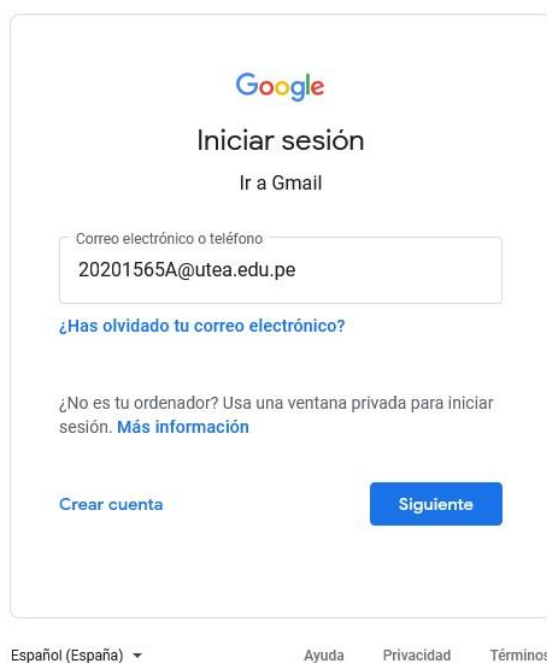 Google
Iniciar sesión
Ir a Gmail
Correo electrónico o teléfono
20201565A@utea.edu.pe
¿Has olvidado tu correo electrónico?
¿No es tu ordenador? Usa una ventana privada para iniciar
sesión. Más información
Crear cuenta Siguiente
Español (España) Ayuda Privacidad Términos